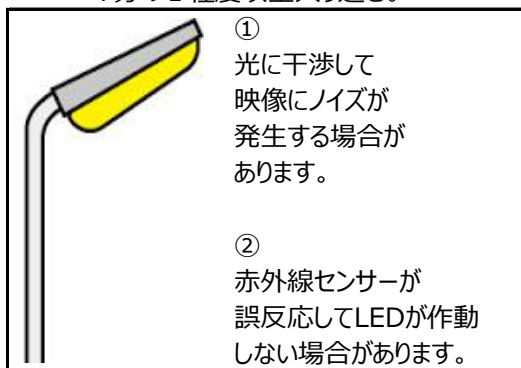 ①
光に干渉して
映像にノイズが
発生する場合が
あります。
②
赤外線センサーが
誤反応してLEDが作動
しない場合があります。